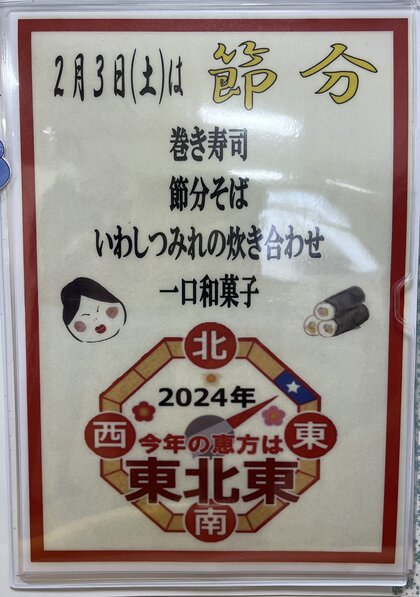 2月3日(土)は 節分
巻き寿司
節分そば
いわしつみれの炊き合わせ
一口和菓子
北
2024年
西 今年の恵方は 東
東北東
南